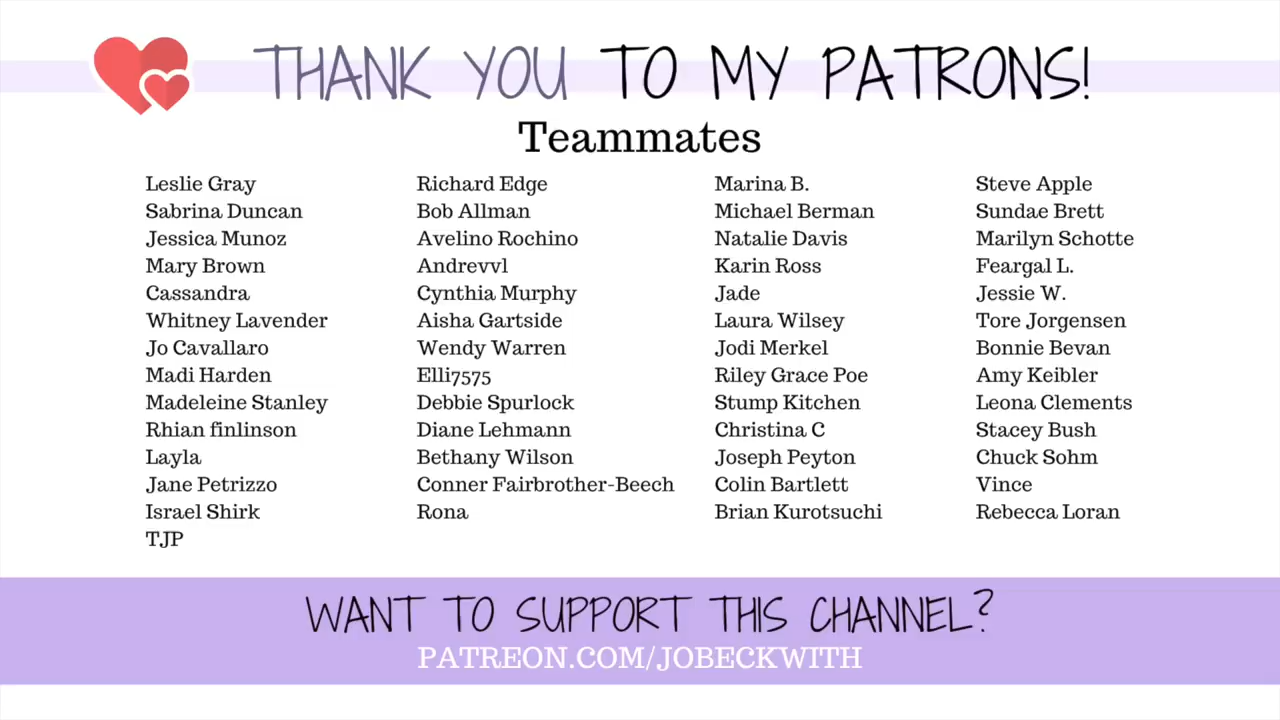 THANK YOU TO MY PATRONS!
Teammates
Leslie Gray
Sabrina Duncan
Jessica Munoz
Mary Brown
Cassandra
Whitney Lavender
Jo Cavallaro
Madi Harden
Madeleine Stanley
Rhian finlinson
Layla
Jane Petrizzo
Israel Shirk
TJP
Richard Edge
Bob Allman
Avelino Rochino
Andrevvl
Cynthia Murphy
Aisha Gartside
Wendy Warren
Elli7575
Debbie Spurlock
Diane Lehmann
Bethany Wilson
Conner Fairbrother-Beech
Rona
Marina B.
Michael Berman
Natalie Davis
Karin Ross
Jade
Laura Wilsey
Jodi Merkel
Riley Grace Poe
Stump Kitchen
Christina C
Joseph Peyton
Colin Bartlett
Brian Kurotsuchi
Steve Apple
Sundae Brett
Marilyn Schotte
Feargal L.
Jessie W.
Tore Jorgensen
Bonnie Bevan
Amy Keibler
Leona Clements
Stacey Bush
Chuck Sohm
Vince
Rebecca Loran
WANT TO SUPPORT THIS CHANNEL?
PATREON.COM/JOBECKWITH